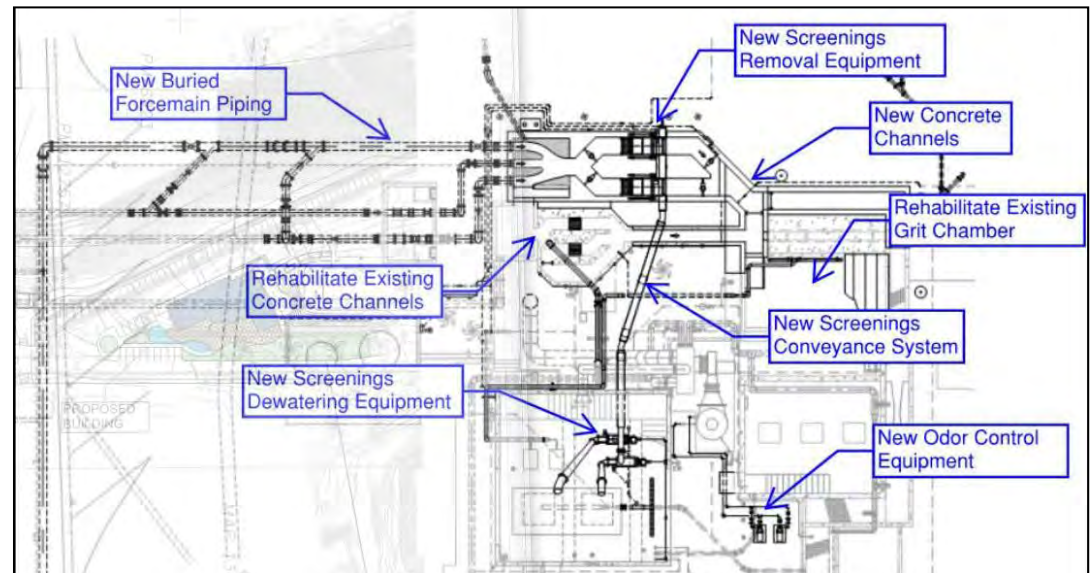 New Screenings
Removal Equipment
New Buried
Forcemain Piping
New Concrete
Channels
Rehabilitate Existing
Grit Chamber
Rehabilitate Existing
Concrete Channels
New Screenings
Conveyance System
New Screenings
Dewatering Equipment
PROPOSED
BUILDING
New Odor Control
Equipment